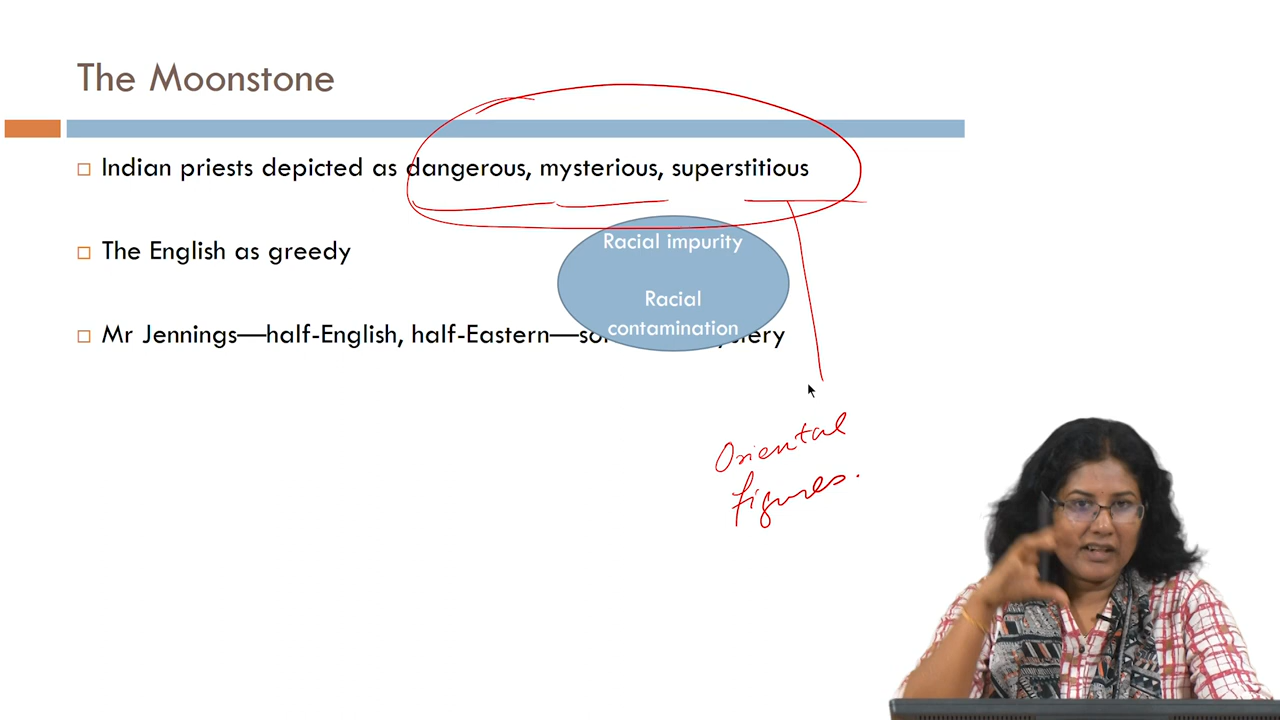 The Moonstone
Indian priests depicted as dangerous, mysterious, superstitious
The English as greedy
Racial impurity
Racial
contamination
Mr Jennings—half-English, half-Eastern—
Oriental
figures.